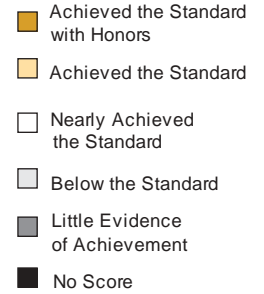 Achieved the Standard
with Honors
Achieved the Standard
Nearly Achieved
the Standard
Below the Standard
Little Evidence
of Achievement
No Score